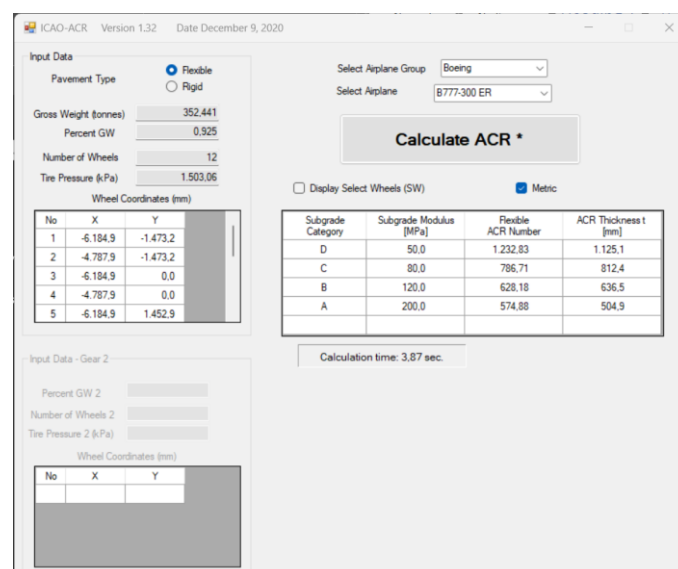 ICAO-ACR Version 1.32 Date December 9, 2020
Input Data
Pavement Type
Flexible
Rigid
Gross Weight (tonnes) 352,441
Percent GW 0,925
Number of Wheels 12
Tire Pressure (kPa) 1.503,06
Wheel Coordinates (mm)
No X Y
1 -6.184,9 -1.473,2
2 -4.787,9 -1.473,2
3 -6.184,9 0,0
4 -4.787,9 0,0
5 -6.184,9 1.452,9
Select Airplane Group Boeing
Select Airplane B777-300 ER
Calculate ACR *
Display Select Wheels (SW) Metric
Subgrade Category Subgrade Modulus [MPa] Flexible ACR Number ACR Thickness t [mm]
D 50,0 1.232,83 1.125,1
C 80,0 786,71 812,4
B 120,0 628,18 636,5
A 200,0 574,88 504,9
Calculation time: 3,87 sec.
Input Data - Gear 2
Percent GW 2
Number of Wheels 2
Tire Pressure 2 (kPa)
Wheel Coordinates (mm)
No X Y